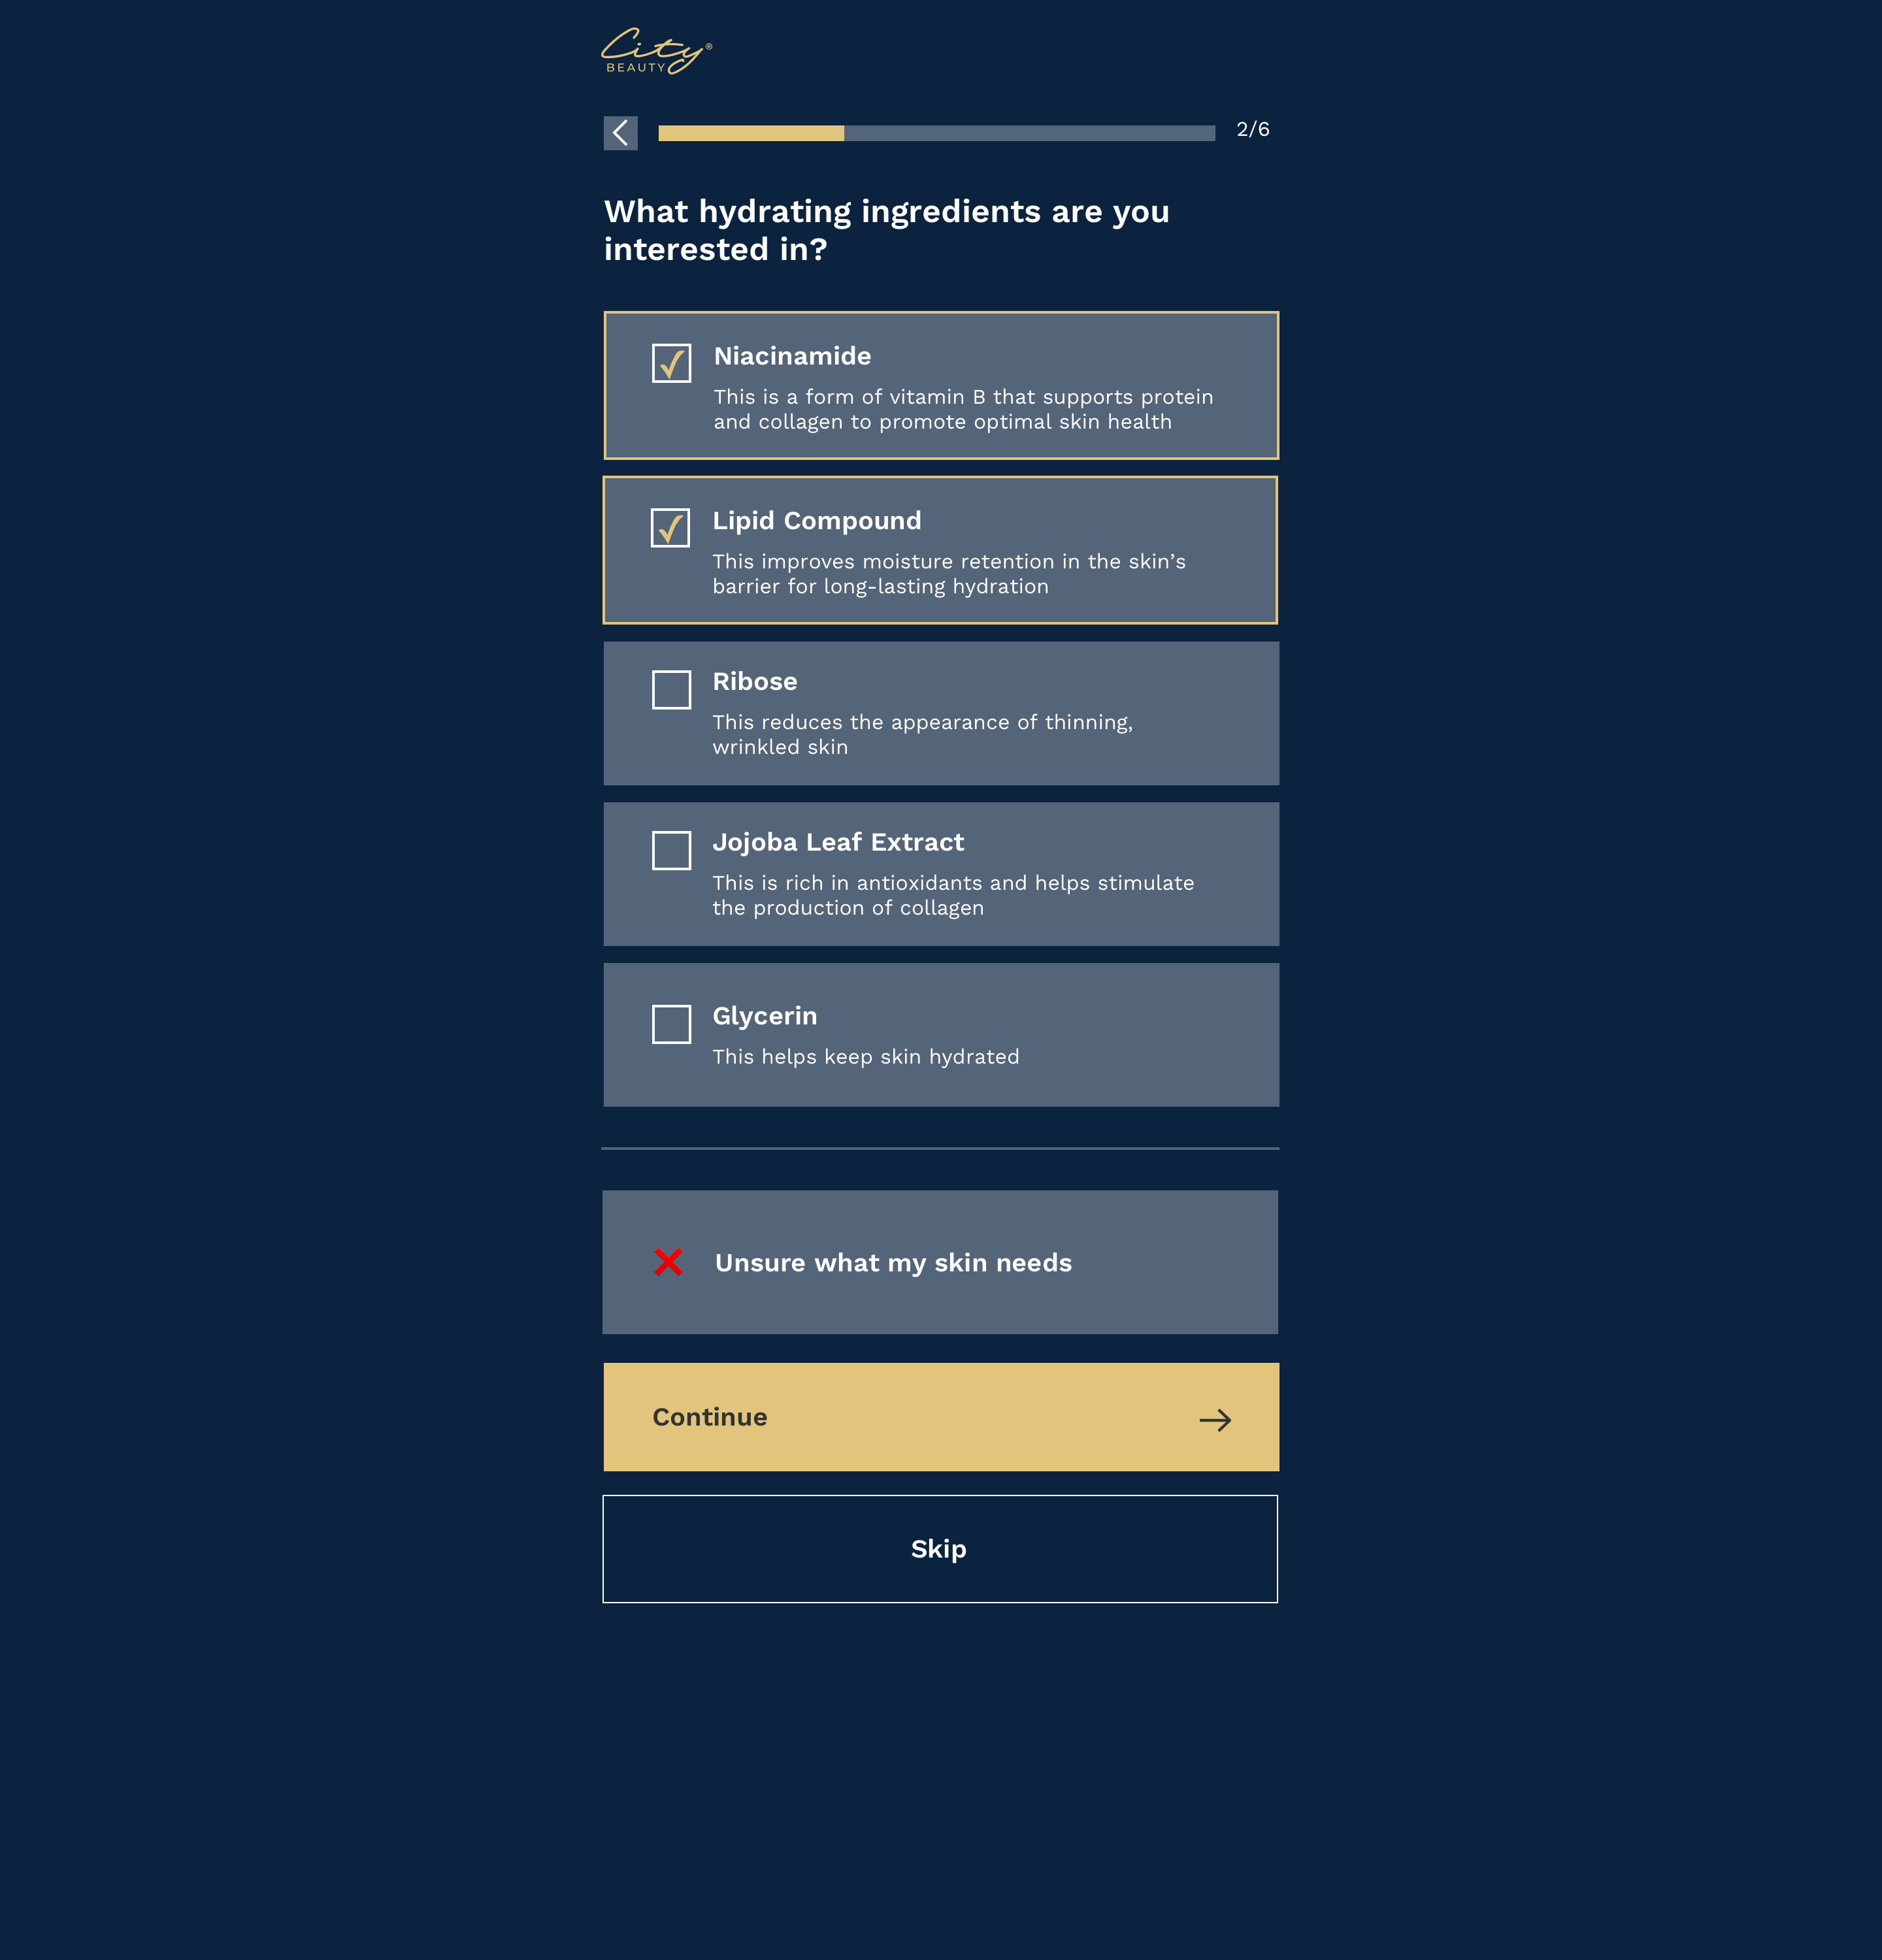 City®
BEAUTY
2/6
What hydrating ingredients are you
interested in?
Niacinamide
This is a form of vitamin B that supports protein
and collagen to promote optimal skin health
Lipid Compound
This improves moisture retention in the skin’s
barrier for long-lasting hydration
Ribose
This reduces the appearance of thinning,
wrinkled skin
Jojoba Leaf Extract
This is rich in antioxidants and helps stimulate
the production of collagen
Glycerin
This helps keep skin hydrated
Unsure what my skin needs
Continue
Skip